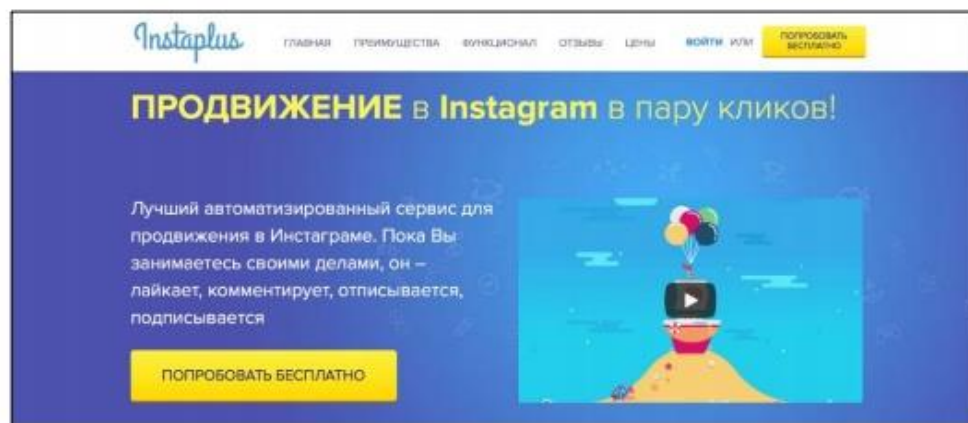 Instaplus
ГЛАВНАЯ ПРЕИМУЩЕСТВА ФУНКЦИОНАЛ ОТЗЫВЫ ЦЕНЫ ВОЙТИ ИЛИ ПОПРОБОВАТЬ
БЕСПЛАТНО
ПРОДВИЖЕНИЕ в Instagram в пару кликов!
Лучший автоматизированный сервис для
продвижения в Инстаграме. Пока Вы
занимаетесь своими делами, он –
лайкает, комментирует, отписывается,
подписывается
ПОПРОБОВАТЬ БЕСПЛАТНО